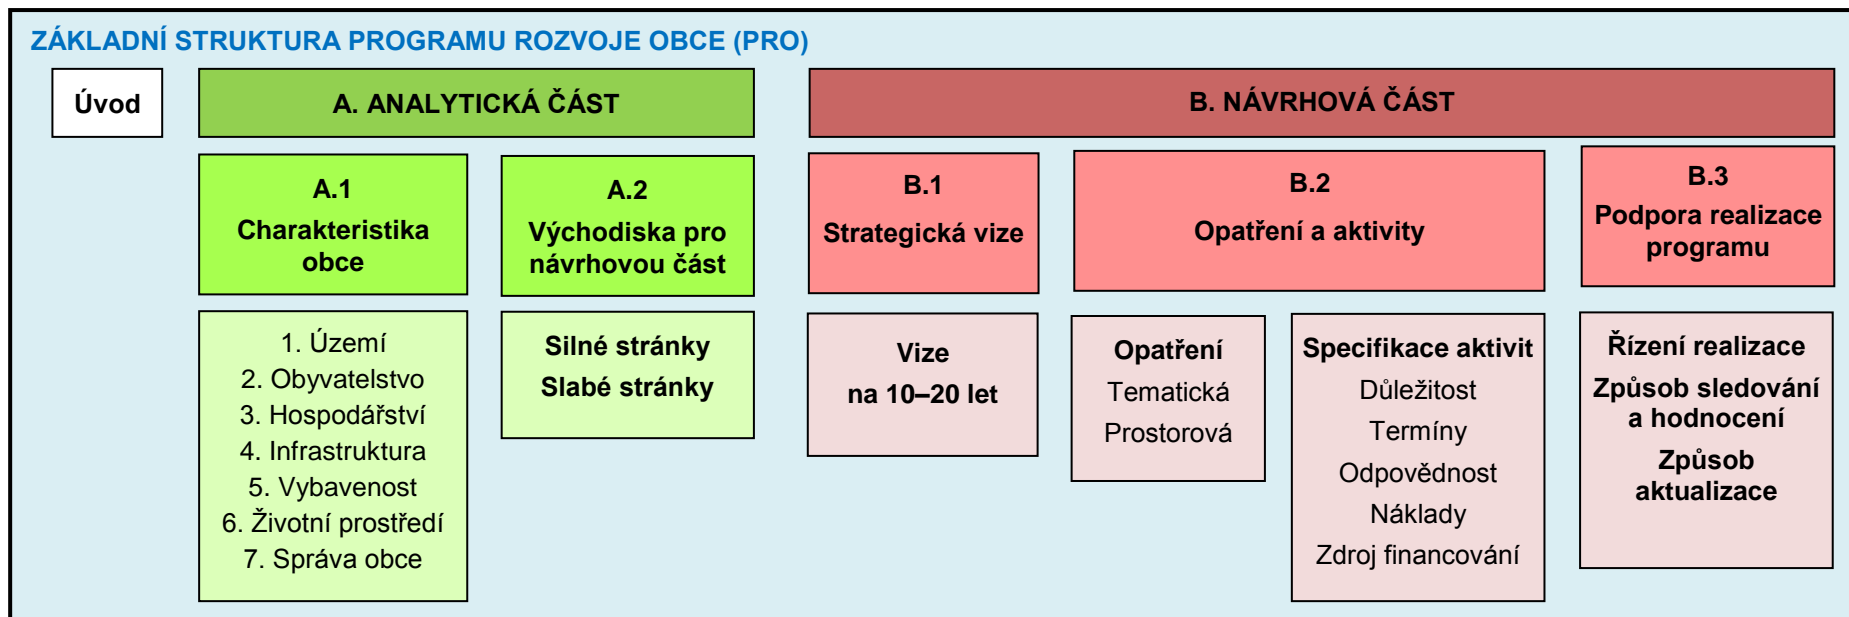 ZÁKLADNÍ STRUKTURA PROGRAMU ROZVOJE OBCE (PRO)
Úvod
A. ANALYTICKÁ ČÁST
B. NÁVRHOVÁ ČÁST
A.1
Charakteristika
obce
A.2
Východiska pro
návrhovou část
B.1
Strategická vize
B.2
Opatření a aktivity
B.3
Podpora realizace
programu
1. Území
2. Obyvatelstvo
3. Hospodářství
4. Infrastruktura
5. Vybavenost
6. Životní prostředí
7. Správa obce
Silné stránky
Slabé stránky
Vize
na 10–20 let
Opatření
Tematická
Prostorová
Specifikace aktivit
Důležitost
Termíny
Odpovědnost
Náklady
Zdroj financování
Řízení realizace
Způsob sledování
a hodnocení
Způsob
aktualizace